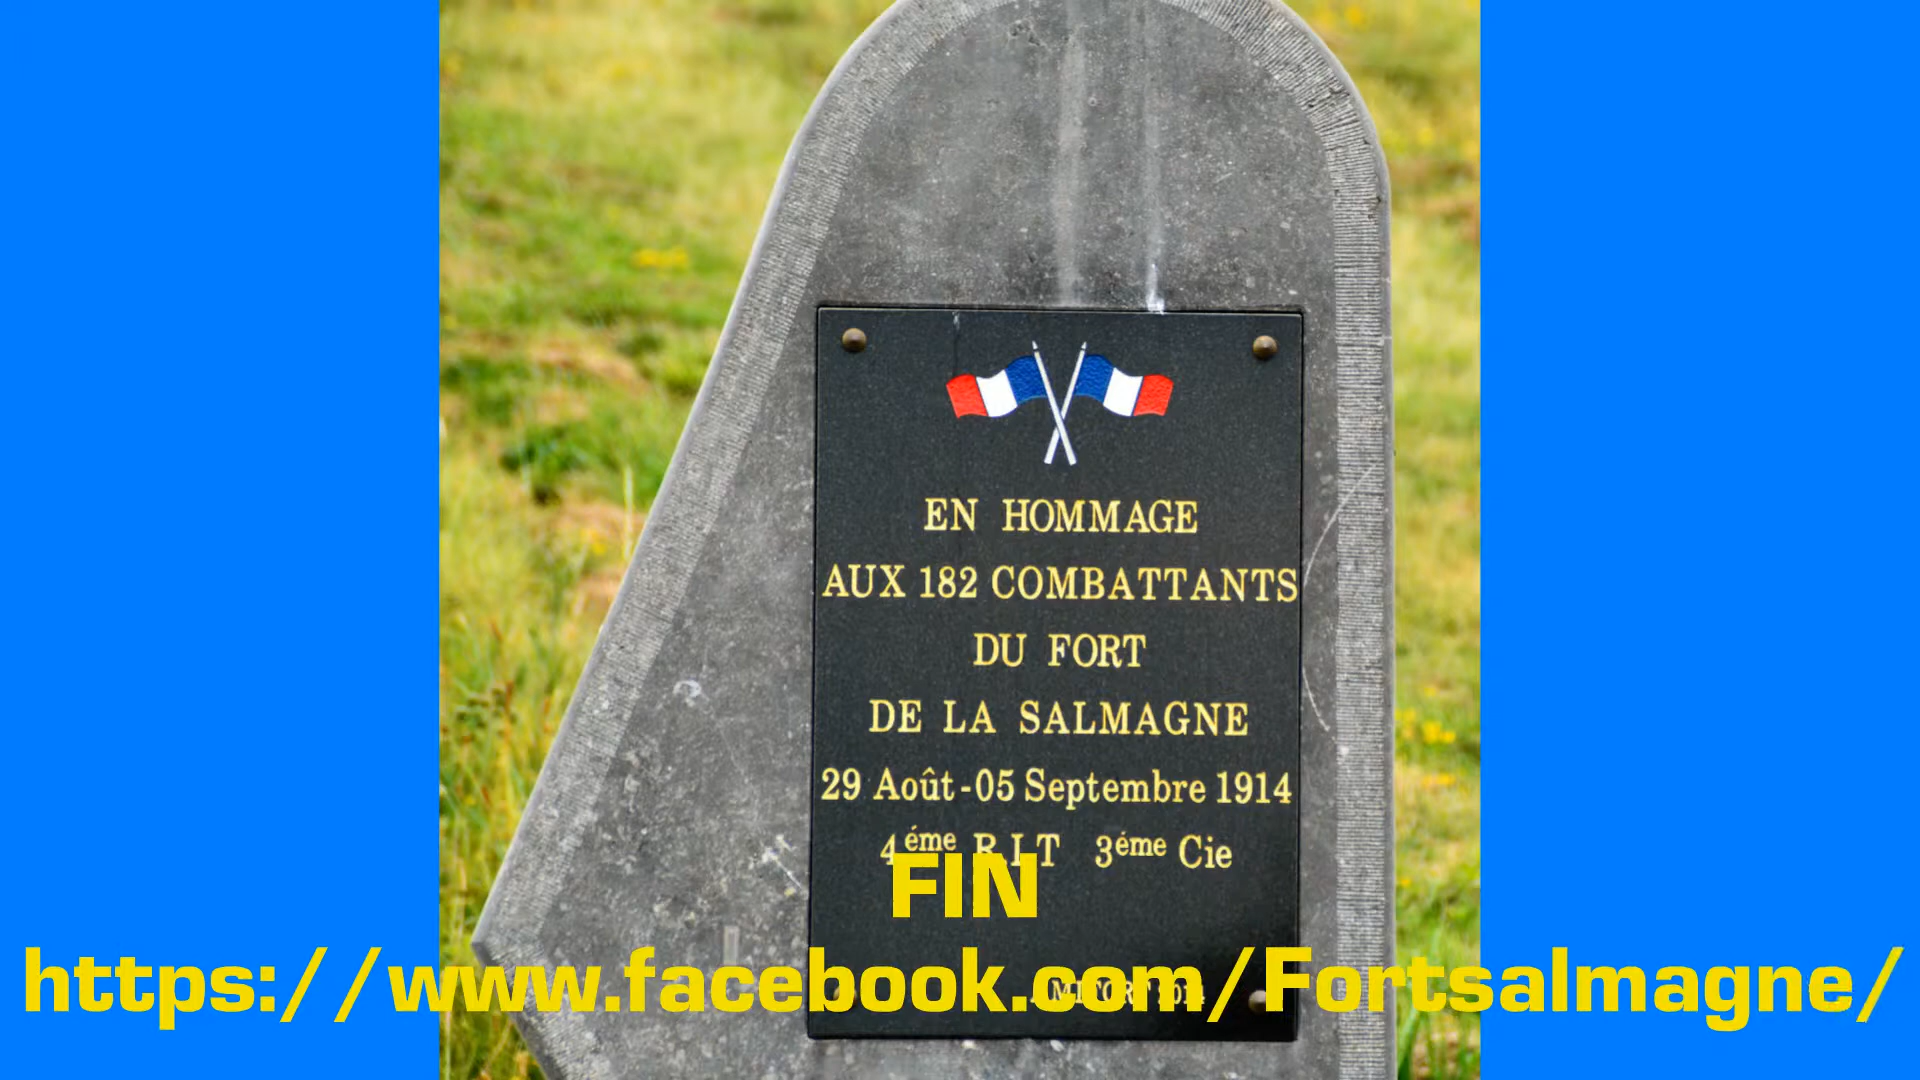 EN HOMMAGE
AUX 182 COMBATTANTS
DU FORT
DE LA SALMAGNE
29 Août-05 Septembre 1914
4éme R.I.T 3éme Cie
FIN
https://www.facebook.com/Fortsalmagne/